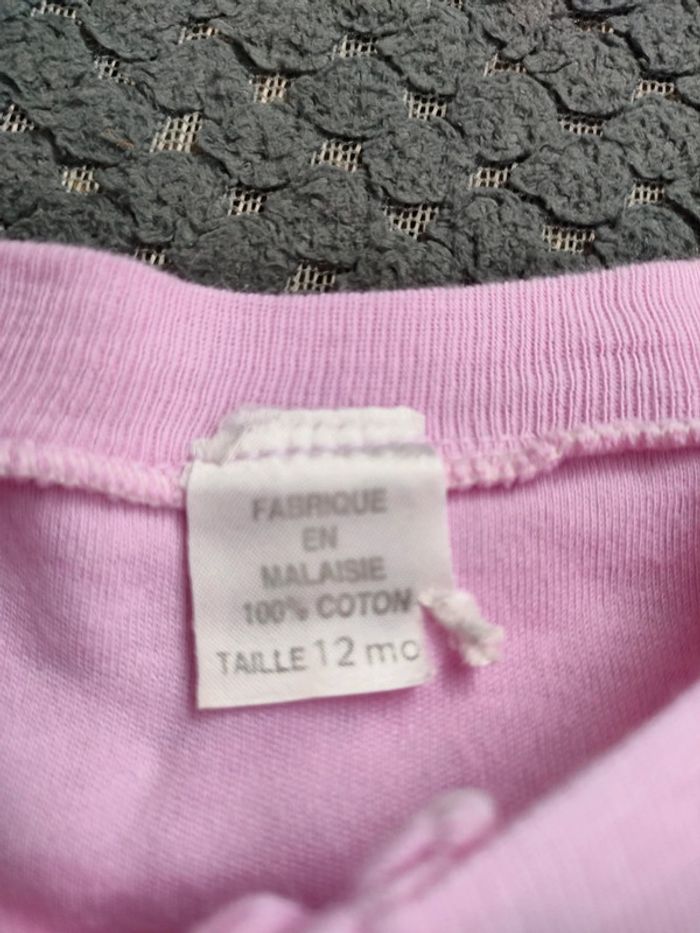 FABRIQUE
EN
MALAISIE
100% COTON
TAILLE 12 mo